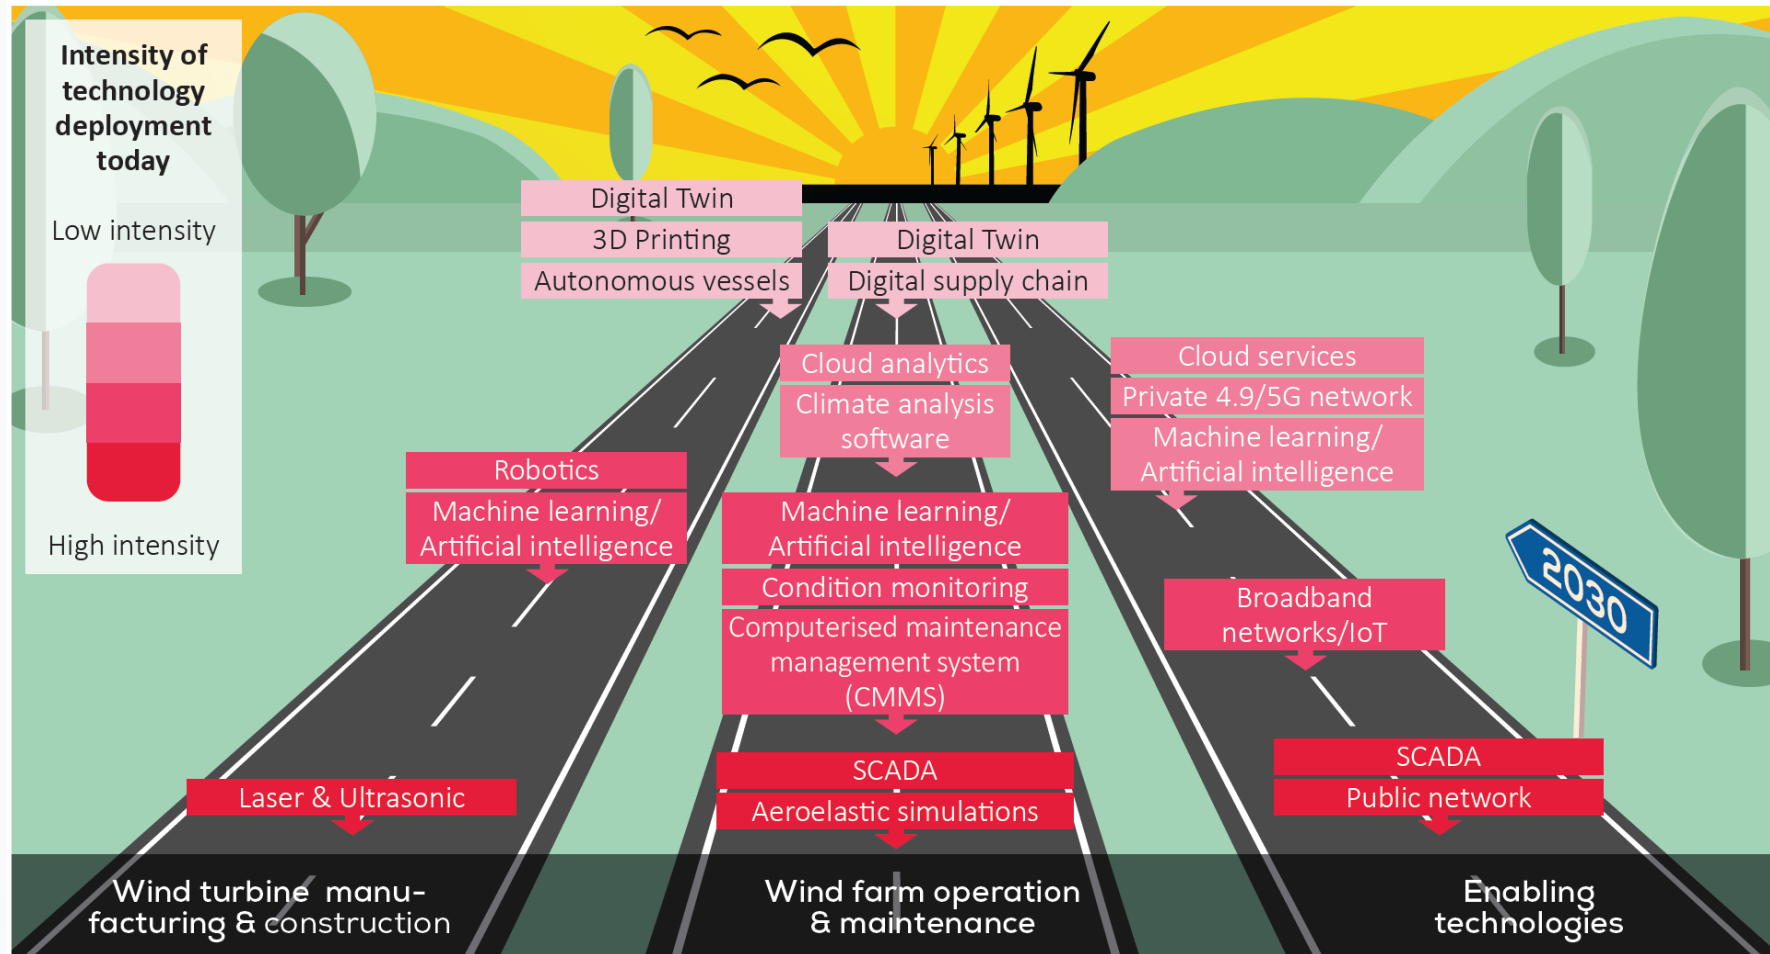 Intensity of
technology
deployment
today
Low intensity
High intensity
Digital Twin
3D Printing
Autonomous vessels
Digital Twin
Digital supply chain
Cloud analytics
Climate analysis
software
Cloud services
Private 4.9/5G network
Machine learning/
Artificial intelligence
Robotics
Machine learning/
Artificial intelligence
Machine learning/
Artificial intelligence
Condition monitoring
Computerised maintenance
management system
(CMMS)
Broadband
networks/IoT
2030
Laser & Ultrasonic
SCADA
Aeroelastic simulations
SCADA
Public network
Wind turbine manu-
facturing & construction
Wind farm operation
& maintenance
Enabling
technologies